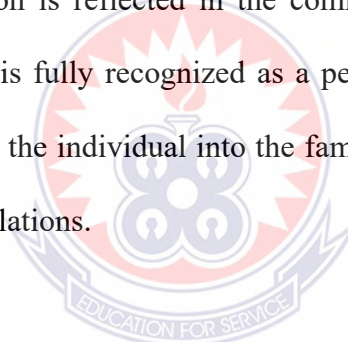 on is reflected in the com
is fully recognized as a pe
the individual into the fam
lations.
EDUCATION FOR SERVICE